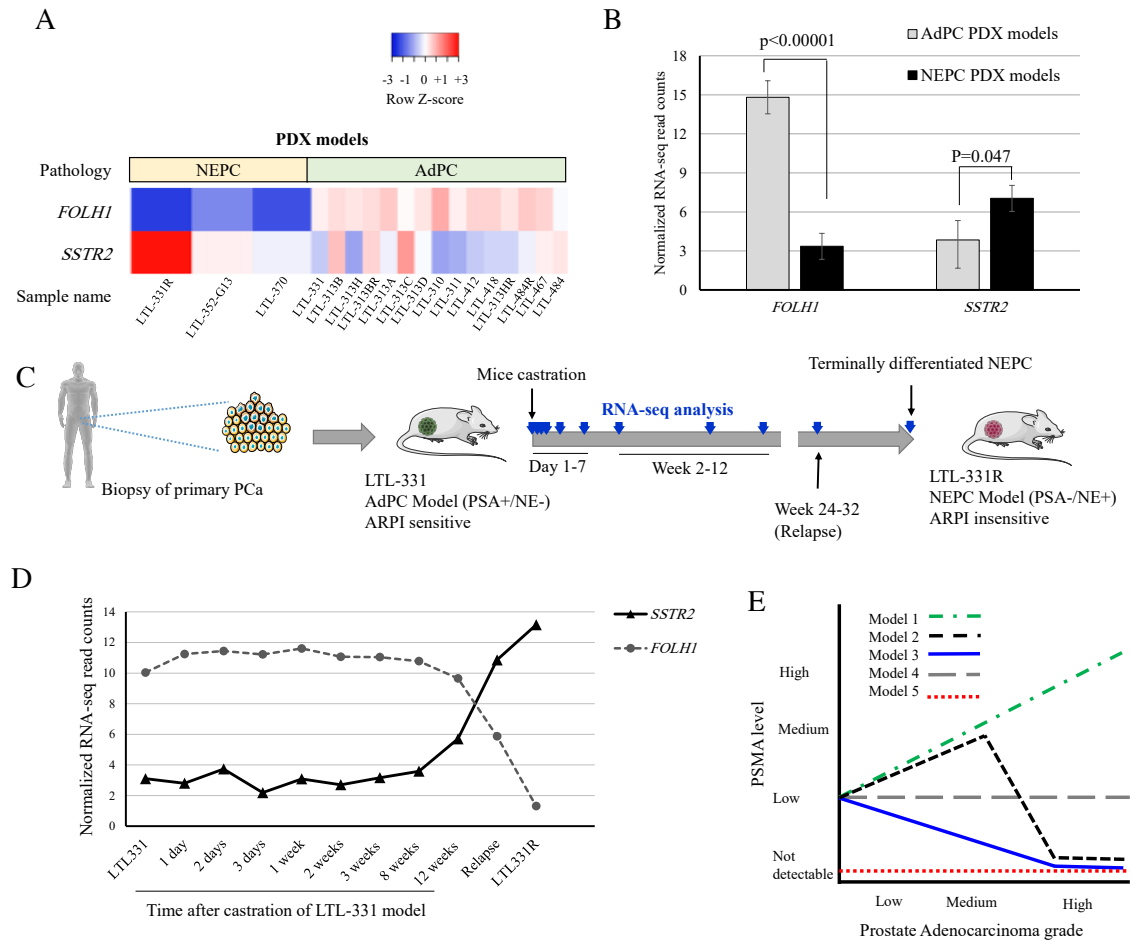 A
-3 -1 0 +1 +3
Row Z-score
PDX models
Pathology NEPC AdPC
FOLH1
SSTR2
Sample name
LTL-331R
LTL-352-G13
LTL-370
LTL-331
LTL-313B
LTL-313H
LTL-313BR
LTL-313A
LTL-313C
LTL-313D
LTL-310
LTL-311
LTL-412
LTL-418
LTL-313HR
LTL-484R
LTL-467
LTL-484
B
AdPC PDX models
NEPC PDX models
p<0.00001
P=0.047
Normalized RNA-seq read counts
18
15
12
9
6
3
0
FOLH1 SSTR2
C
Biopsy of primary PCa
LTL-331
AdPC Model (PSA+/NE-)
ARPI sensitive
Mice castration
RNA-seq analysis
Day 1-7
Week 2-12
Week 24-32
(Relapse)
Terminally differentiated NEPC
LTL-331R
NEPC Model (PSA-/NE+)
ARPI insensitive
D
Normalized RNA-seq read counts
14
12
10
8
6
4
2
0
SSTR2
FOLH1
LTL331
1 day
2 days
3 days
1 week
2 weeks
3 weeks
8 weeks
12 weeks
Relapse
LTL331R
Time after castration of LTL-331 model
E
Model 1
Model 2
Model 3
Model 4
Model 5
PSMA level
High
Medium
Low
Not
detectable
Low Medium High
Prostate Adenocarcinoma grade